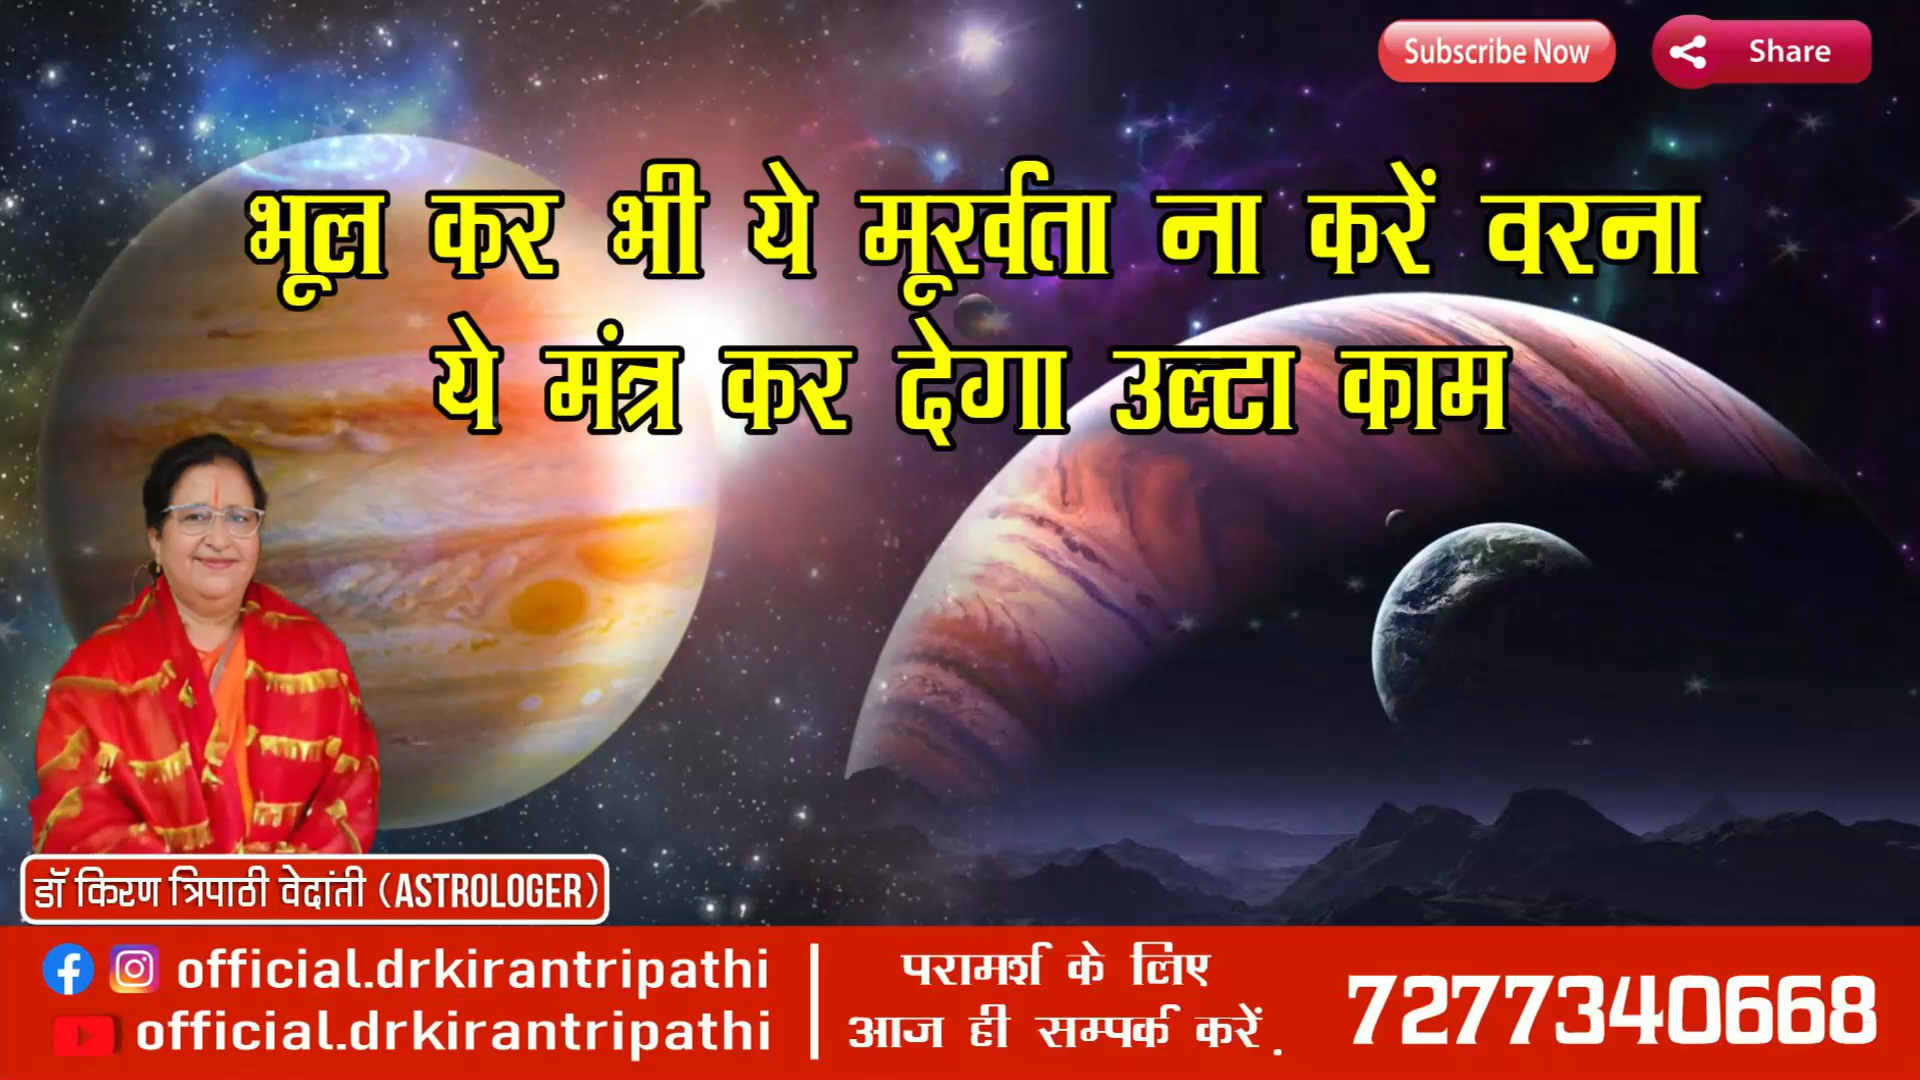 Subscribe Now
Share
भूल कर भी ये मूर्खता ना करें वरना
ये मंत्र कर देगा उल्टा काम
डॉ किरण त्रिपाठी वेदांती (ASTROLOGER)
official.drkirantripathi
official.drkirantripathi
परामर्श के लिए
आज ही सम्पर्क करें.
7277340668